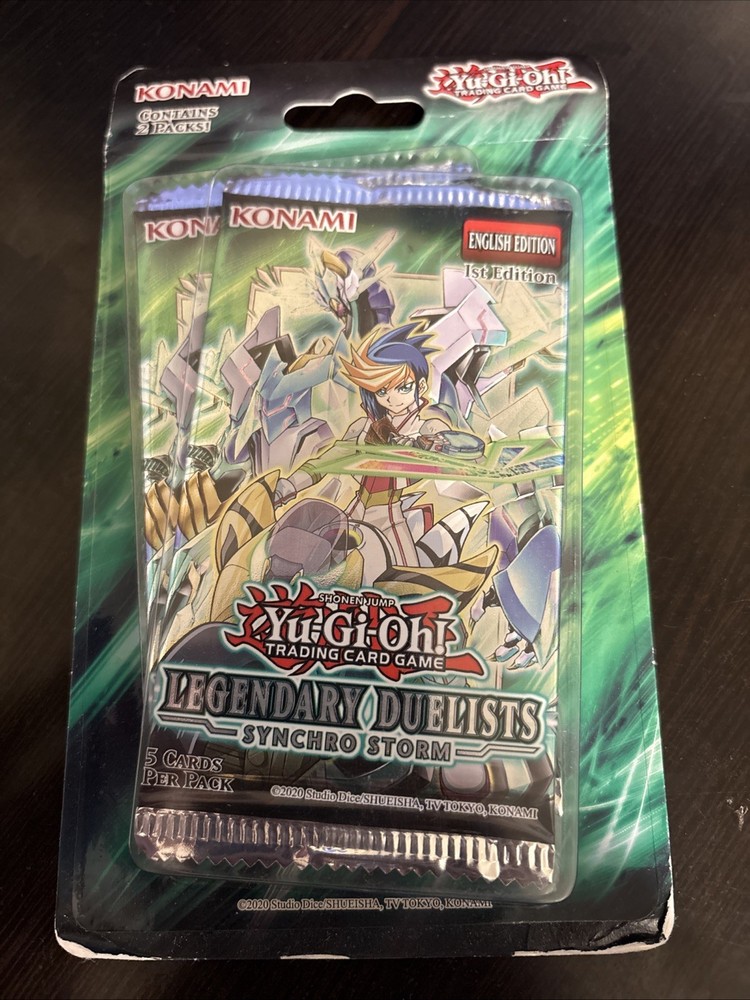 KONAMI
Yu-Gi-Oh!
TRADING CARD GAME
CONTAINS
2 PACKS!
KONA
KONAMI
ENGLISH EDITION
1st Edition
SHONEN JUMP
Yu-Gi-Oh!
TRADING CARD GAME
LEGENDARY DUELISTS
SYNCHRO STORM
5 CARDS
PER PACK
©2020 Studio Dice/SHUEISHA, TV TOKYO, KONAMI
©2020 Studio Dice/SHUEISHA, TV TOKYO, KONAMI